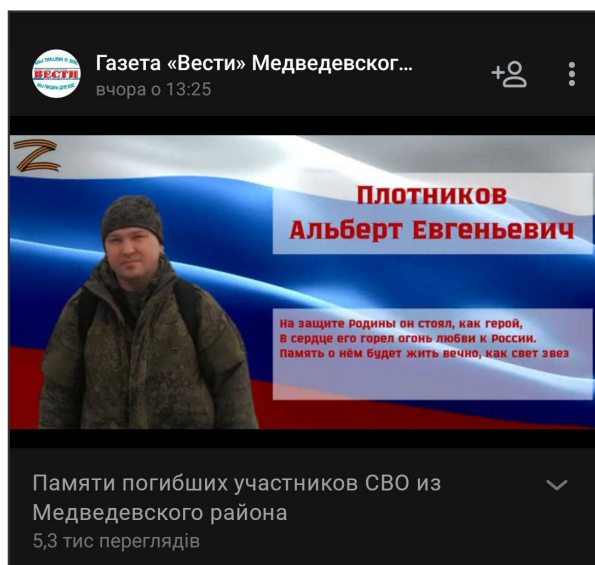 Газета «Вести» Медведевског...
вчора о 13:25
ВЕСТИ
Z
Плотников
Альберт Евгеньевич
На защите Родины он стоял, как герой,
В сердце его горел огонь любви к России.
Память о нём будет жить вечно, как свет звез
Памяти погибших участников СВО из
Медведевского района
5,3 тис переглядів